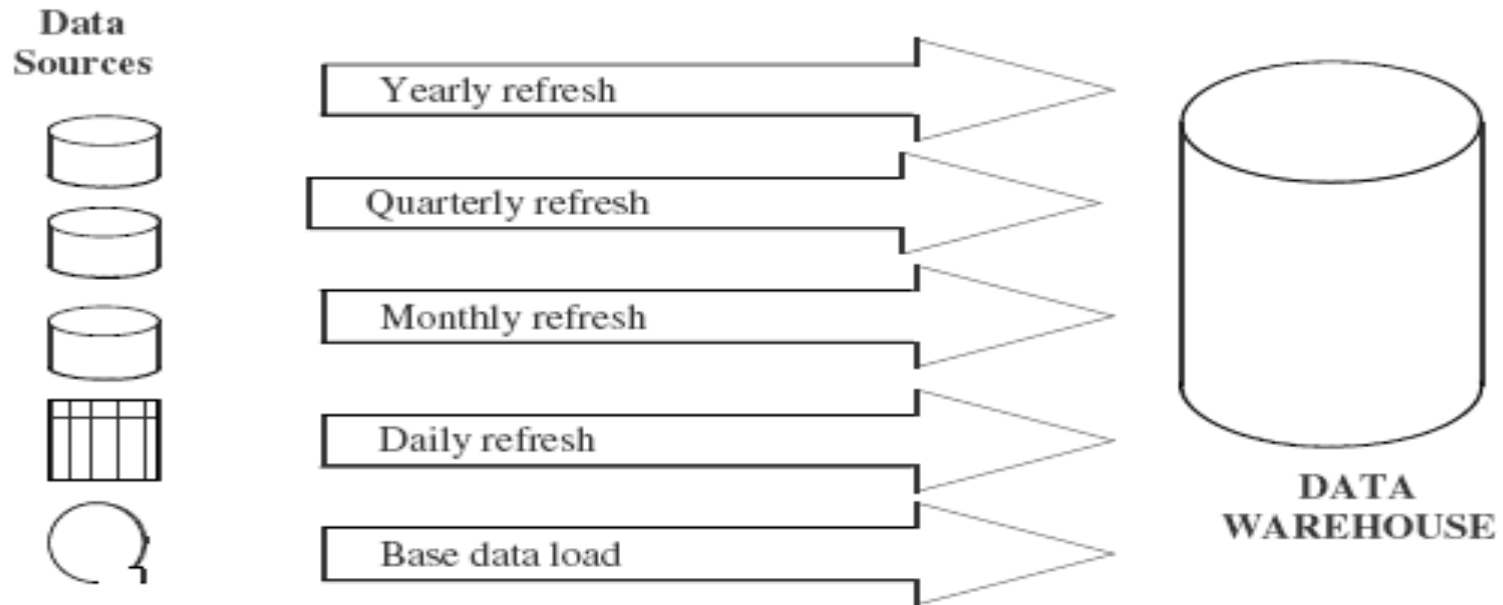 Data
Sources
Yearly refresh
Quarterly refresh
Monthly refresh
Daily refresh
Base data load
DATA
WAREHOUSE